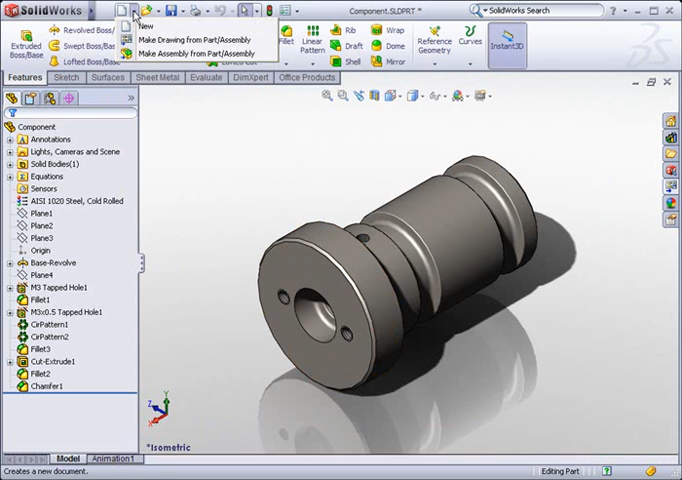 SolidWorks
Component.SLDPRT
SolidWorks Search
New
Make Drawing from Part/Assembly
Make Assembly from Part/Assembly
Extruded Boss/Base
Revolved Boss/
Swept Boss/Bas
Lofted Boss/Base
Fillet
Linear Pattern
Rib
Draft
Shell
Wrap
Dome
Mirror
Reference Geometry
Curves
Instant3D
Features
Sketch
Surfaces
Sheet Metal
Evaluate
DimXpert
Office Products
Component
Annotations
Lights, Cameras and Scene
Solid Bodies(1)
Equations
Sensors
AISI 1020 Steel, Cold Rolled
Plane1
Plane2
Plane3
Origin
Base-Revolve
Plane4
M3 Tapped Hole1
Fillet1
M3x0.5 Tapped Hole1
CirPattern1
CirPattern2
Fillet3
Cut-Extrude1
Fillet2
Chamfer1
Y
Z
X
*Isometric
Model
Animation1
Creates a new document.
Editing Part